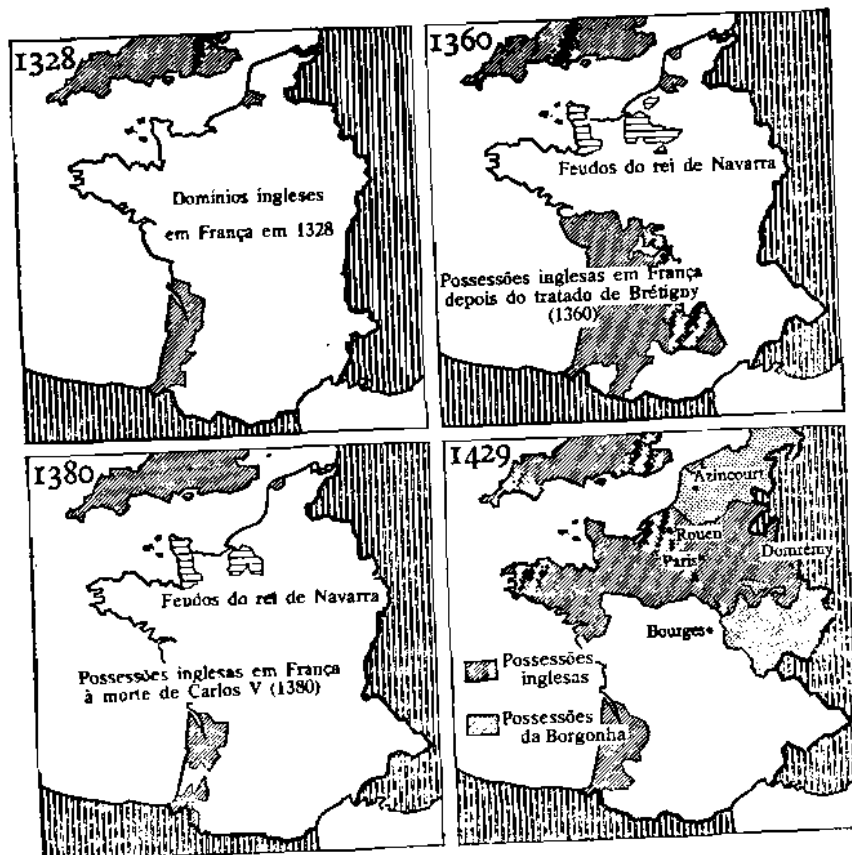 1328
Domínios ingleses
em França em 1328
1360
Feudos do rei de Navarra
Possessões inglesas em França
depois do tratado de Brétigny
(1360)
1380
Feudos do rei de Navarra
Possessões inglesas em França
à morte de Carlos V (1380)
1429
Azincourt
Rouen
Paris
Domremy
Bourges
Possessões
inglesas
Possessões
da Borgonha